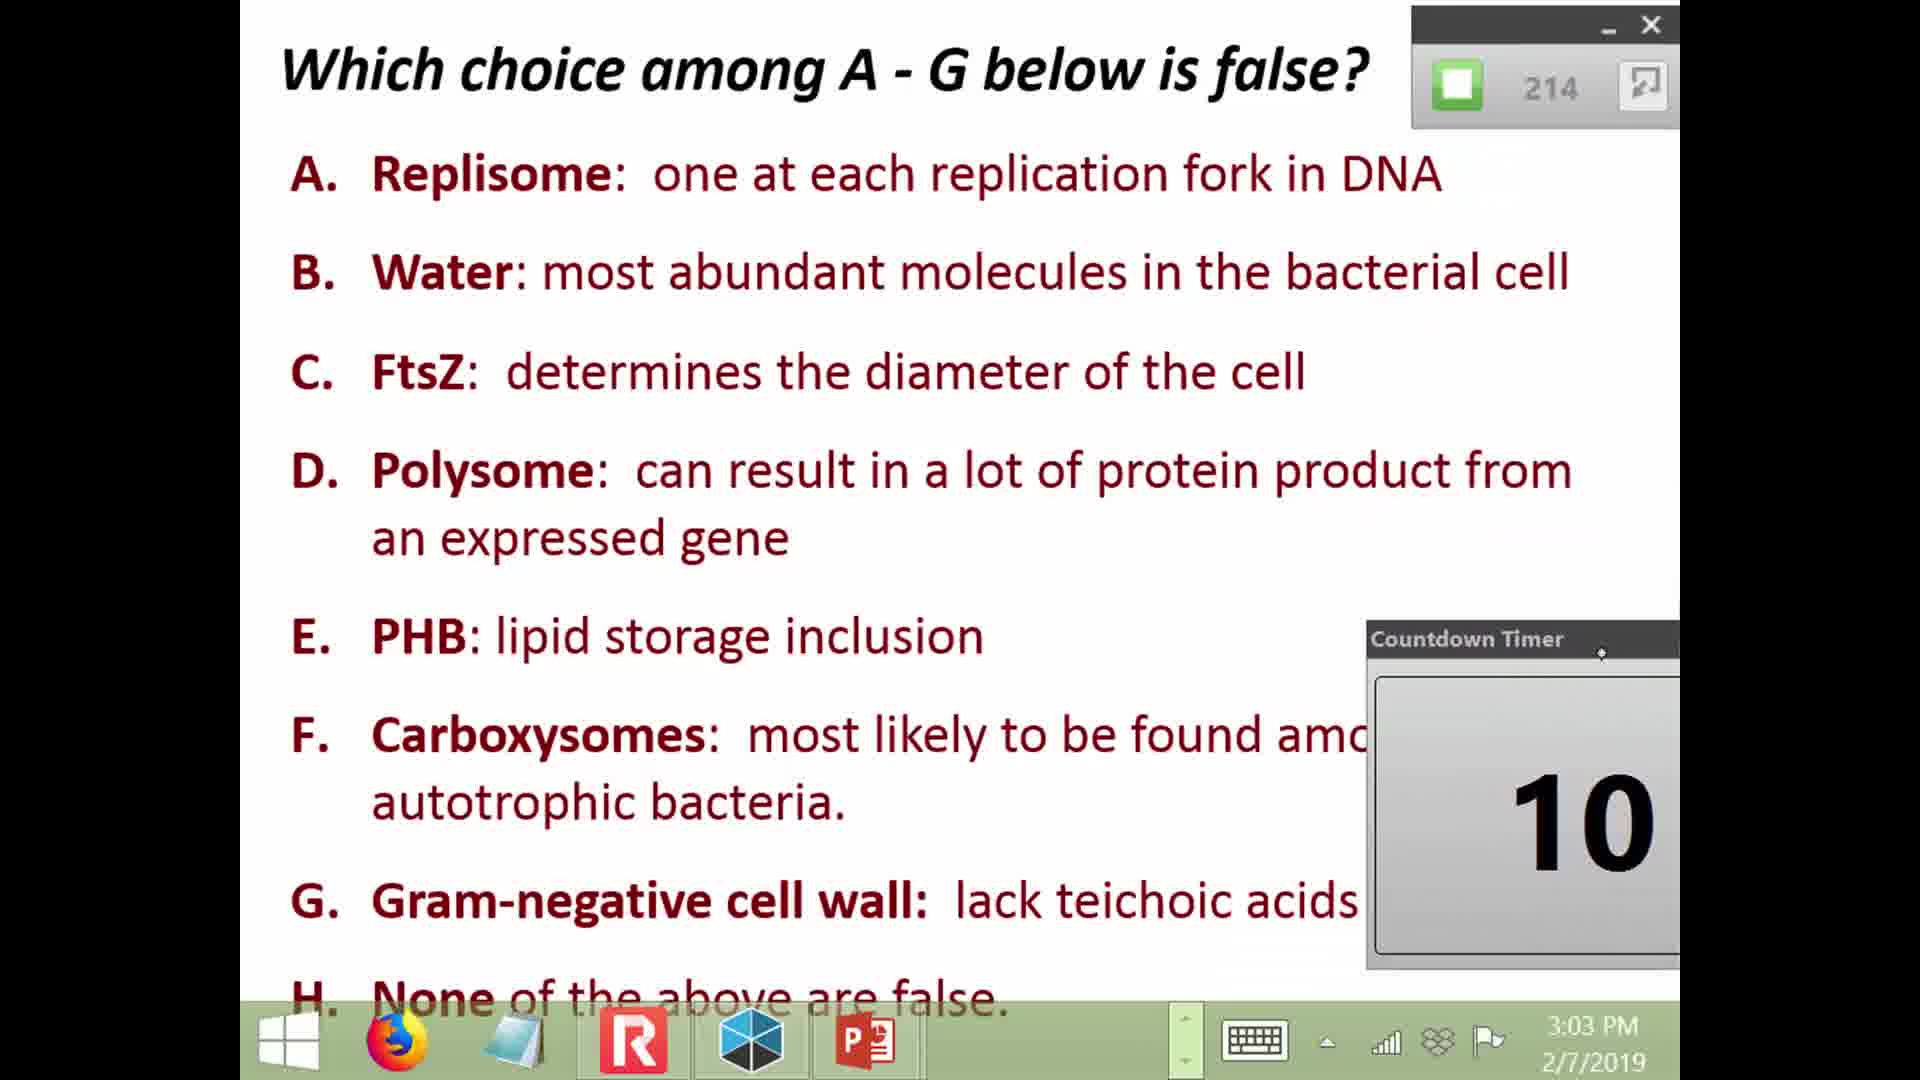 Which choice among A - G below is false?
214
A. Replisome: one at each replication fork in DNA
B. Water: most abundant molecules in the bacterial cell
C. FtsZ: determines the diameter of the cell
D. Polysome: can result in a lot of protein product from
an expressed gene
E. PHB: lipid storage inclusion
Countdown Timer
10
F. Carboxysomes: most likely to be found
autotrophic bacteria.
G. Gram-negative cell wall: lack teichoic acids
H. None of the above are false.
3:03 PM
2/7/2019